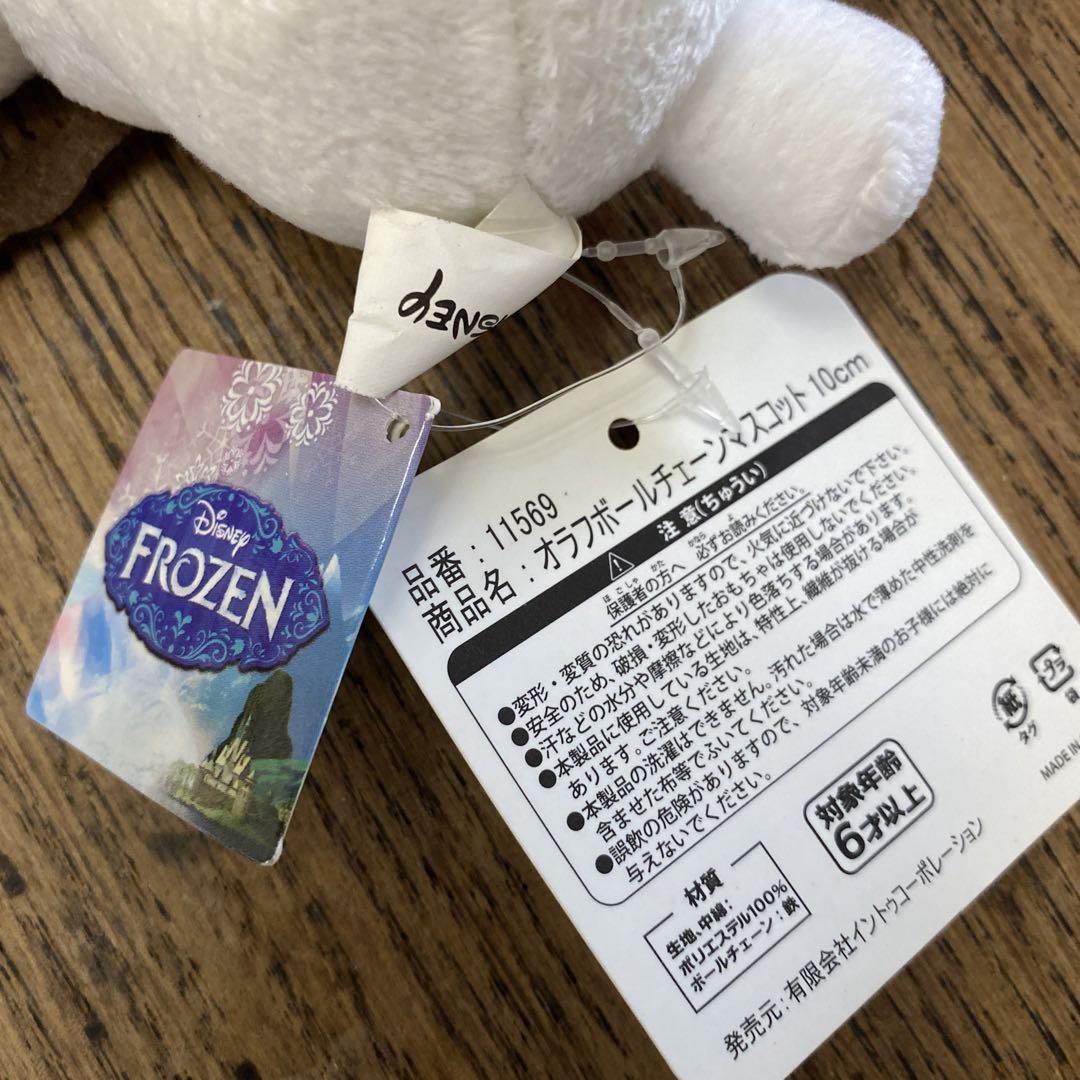 DISNEY
DISNEY
FROZEN
品番：11569
商品名：オラフボールチェーンマスコット10cm
注意(ちゅうい)
ほごしゃ かた
かなら よ
保護者の方へ 必ずお読みください。
●変形・変質の恐れがありますので、火気に近づけないで下さい。
●安全のため、破損・変形したおもちゃは使用しないでください。
●汗などの水分や摩擦などにより色落ちする場合があります。
●本製品に使用している生地は、特性上、繊維が抜ける場合が
あります。ご注意ください。
●本製品の洗濯はできません。汚れた場合は水で薄めた中性洗剤を
含ませた布等でふいてください。
●誤飲の危険がありますので、対象年齢未満のお子様には絶対に
与えないでください。
対象年齢
6才以上
紙
タグ
プラ
袋
MADE IN
材質
生地、中綿：
ポリエステル100%
ボールチェーン：鉄
発売元：有限会社イントゥコーポレーション